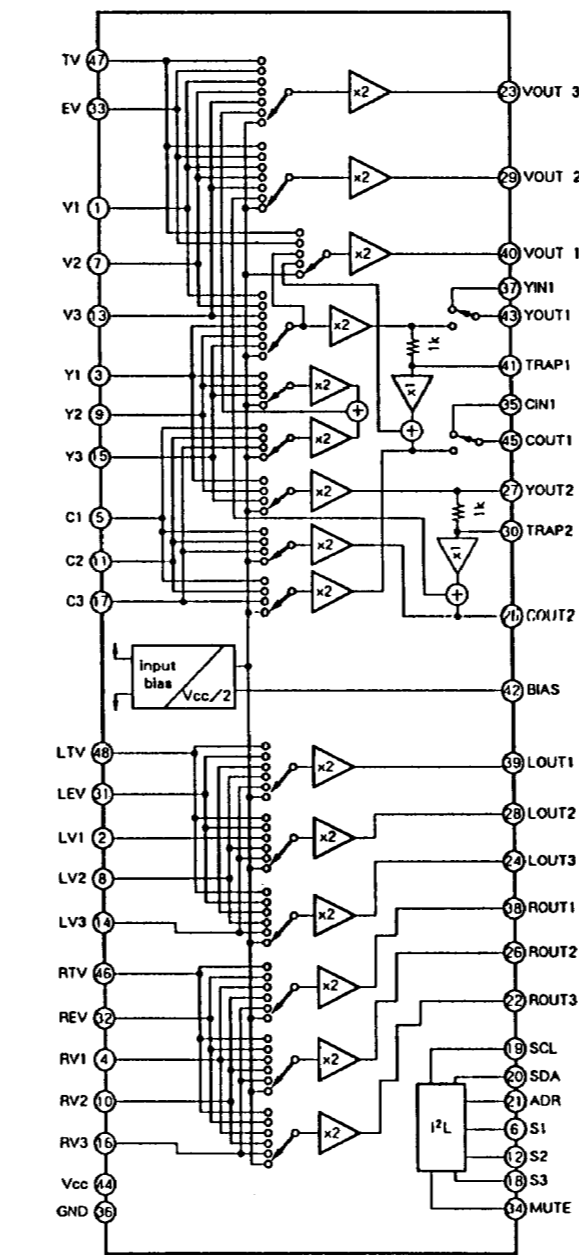 TV 47
EV 33
V1 1
V2 7
V3 13
Y1 3
Y2 9
Y3 15
C1 5
C2 11
C3 17
input
bias
Vcc/2
LTV 48
LEV 31
LV1 2
LV2 8
LV3 14
RTV 46
REV 32
RV1 4
RV2 10
RV3 16
Vcc 44
GND 36
x2
x2
x2
x2
x2
x2
x2
x2
x2
1k
x1
+
+
1k
x1
+
x2
x2
x2
x2
x2
x2
I²L
23 VOUT 3
29 VOUT 2
40 VOUT 1
37 YIN1
43 YOUT1
41 TRAP1
35 CIN1
45 COUT1
27 YOUT2
30 TRAP2
COUT2
42 BIAS
39 LOUT1
28 LOUT2
24 LOUT3
38 ROUT1
26 ROUT2
22 ROUT3
19 SCL
20 SDA
21 ADR
6 S1
12 S2
18 S3
34 MUTE